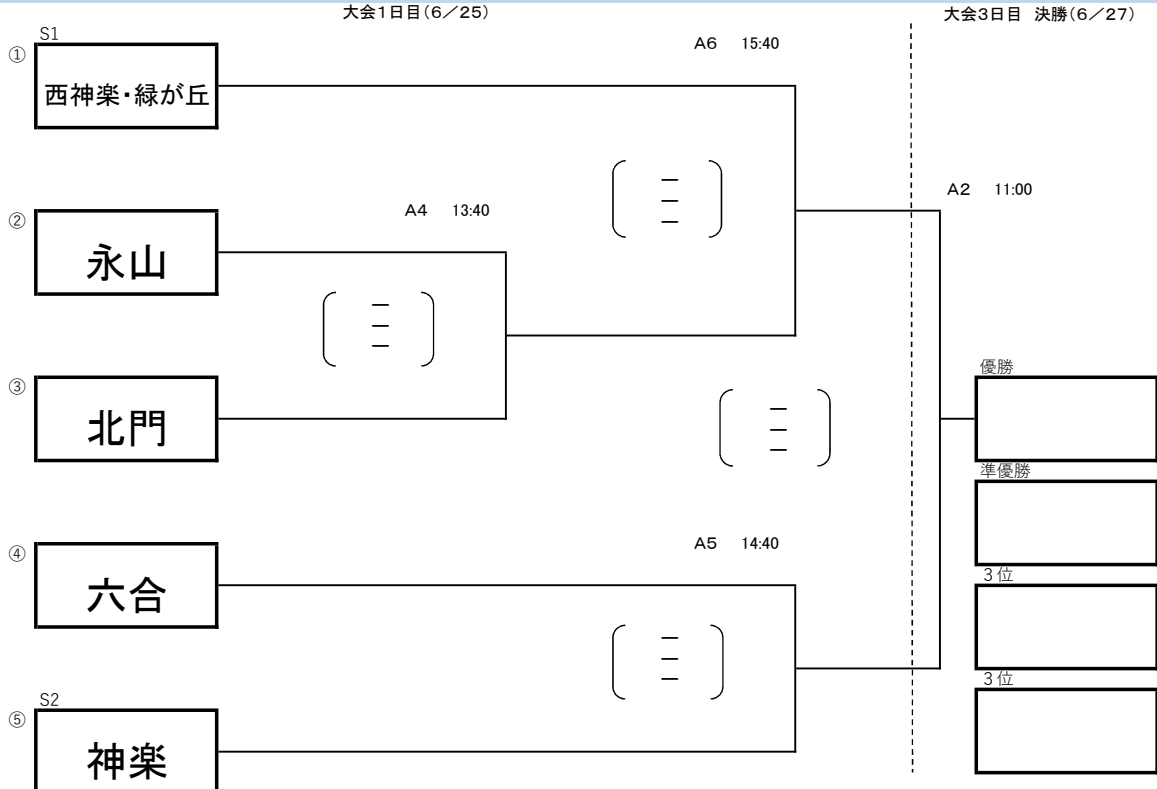 大会1日目(6／25)
大会3日目 決勝(6／27)
S1
A6 15:40
①
西神楽・緑が丘
A2 11:00
②
A4 13:40
永山
③
優勝
北門
準優勝
④
A5 14:40
３位
六合
３位
S2
⑤
神楽